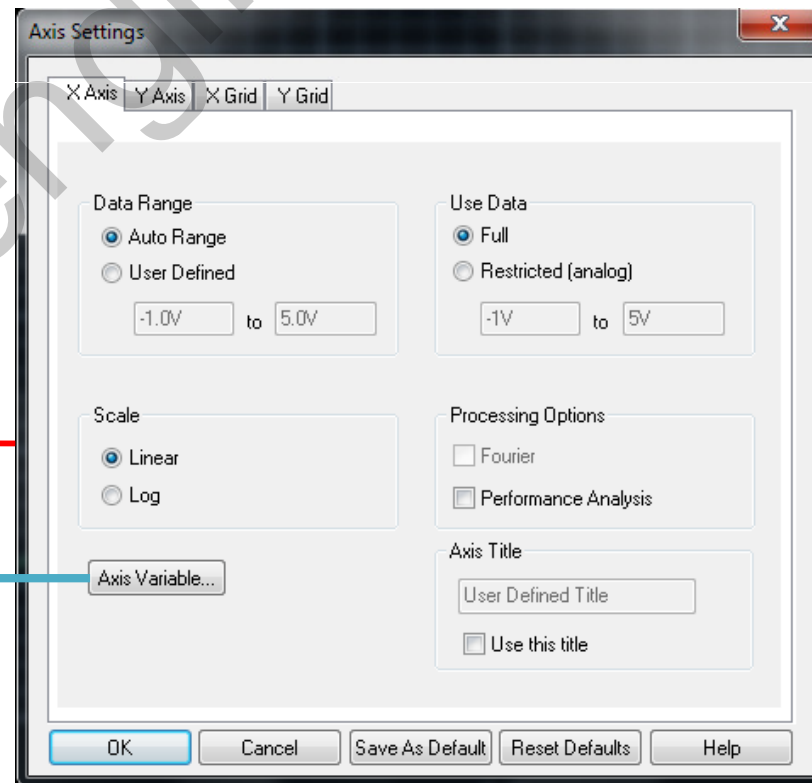 Axis Settings
X Axis
Y Axis
X Grid
Y Grid
Data Range
Auto Range
User Defined
-1.0V to 5.0V
Use Data
Full
Restricted (analog)
-1V to 5V
Scale
Linear
Log
Processing Options
Fourier
Performance Analysis
Axis Variable...
Axis Title
User Defined Title
Use this title
OK
Cancel
Save As Default
Reset Defaults
Help